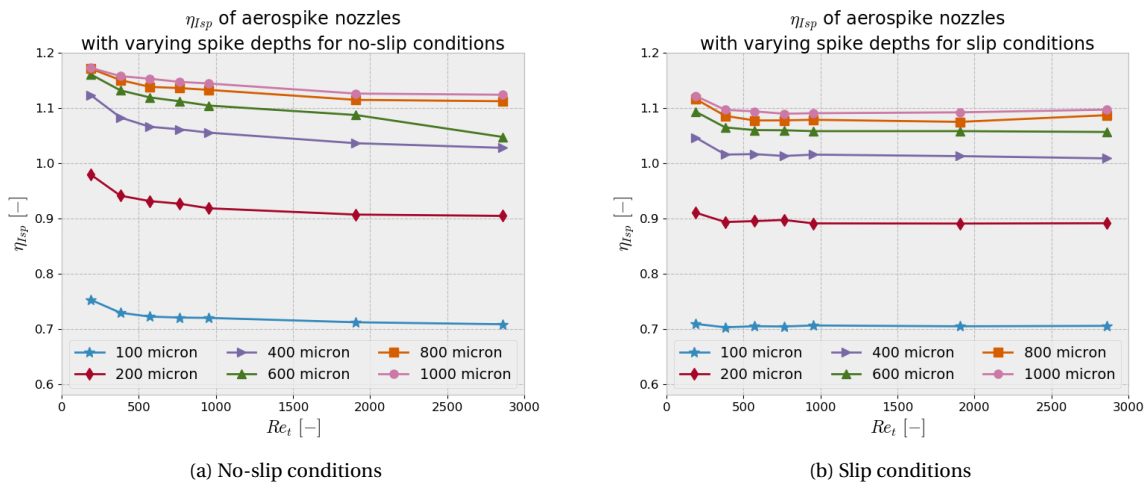 η_Isp of aerospike nozzles
with varying spike depths for no-slip conditions
1.2
1.1
1.0
0.9
0.8
0.7
0.6
η_Isp [−]
100 micron
200 micron
400 micron
600 micron
800 micron
1000 micron
0
500
1000
1500
2000
2500
3000
Re_t [−]
(a) No-slip conditions
η_Isp of aerospike nozzles
with varying spike depths for slip conditions
1.2
1.1
1.0
0.9
0.8
0.7
0.6
η_Isp [−]
100 micron
200 micron
400 micron
600 micron
800 micron
1000 micron
0
500
1000
1500
2000
2500
3000
Re_t [−]
(b) Slip conditions